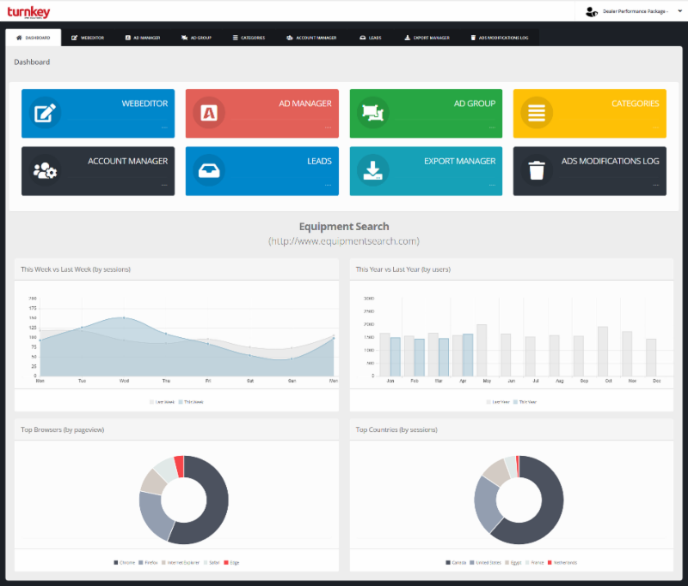 turnkey
Dealer Performance Package -
DASHBOARD WEBEDITOR AD MANAGER AD GROUP CATEGORIES ACCOUNT MANAGER LEADS EXPORT MANAGER ADS MODIFICATIONS LOG
Dashboard
WEBEDITOR
...
AD MANAGER
...
AD GROUP
...
CATEGORIES
...
ACCOUNT MANAGER
...
LEADS
...
EXPORT MANAGER
...
ADS MODIFICATIONS LOG
...
Equipment Search
(http://www.equipmentsearch.com)
This Week vs Last Week (by sessions)
This Year vs Last Year (by users)
175
125
100
75
50
25
0
Mon Tue Wed Thu Fri Sat Sun Mon
Last Week This Week
3000
2500
2000
1500
1000
500
0
Jan Feb Mar Apr May Jun Jul Aug Sep Oct Nov Dec
Last Year This Year
Top Browsers (by pageview)
Top Countries (by sessions)
Chrome Firefox Internet Explorer Safari Edge
Canada United States Egypt France Netherlands